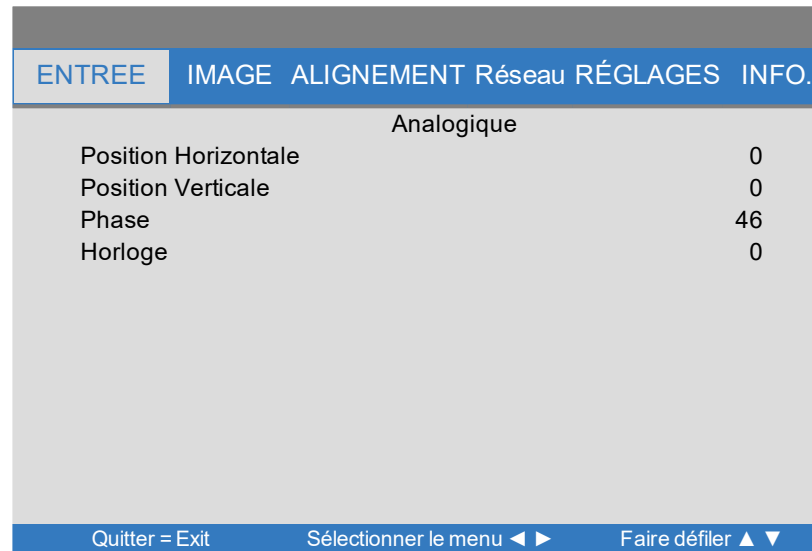 ENTREE IMAGE ALIGNEMENT Réseau RÉGLAGES INFO.
Analogique
Position Horizontale 0
Position Verticale 0
Phase 46
Horloge 0
Quitter = Exit Sélectionner le menu ◄ ► Faire défiler ▲ ▼